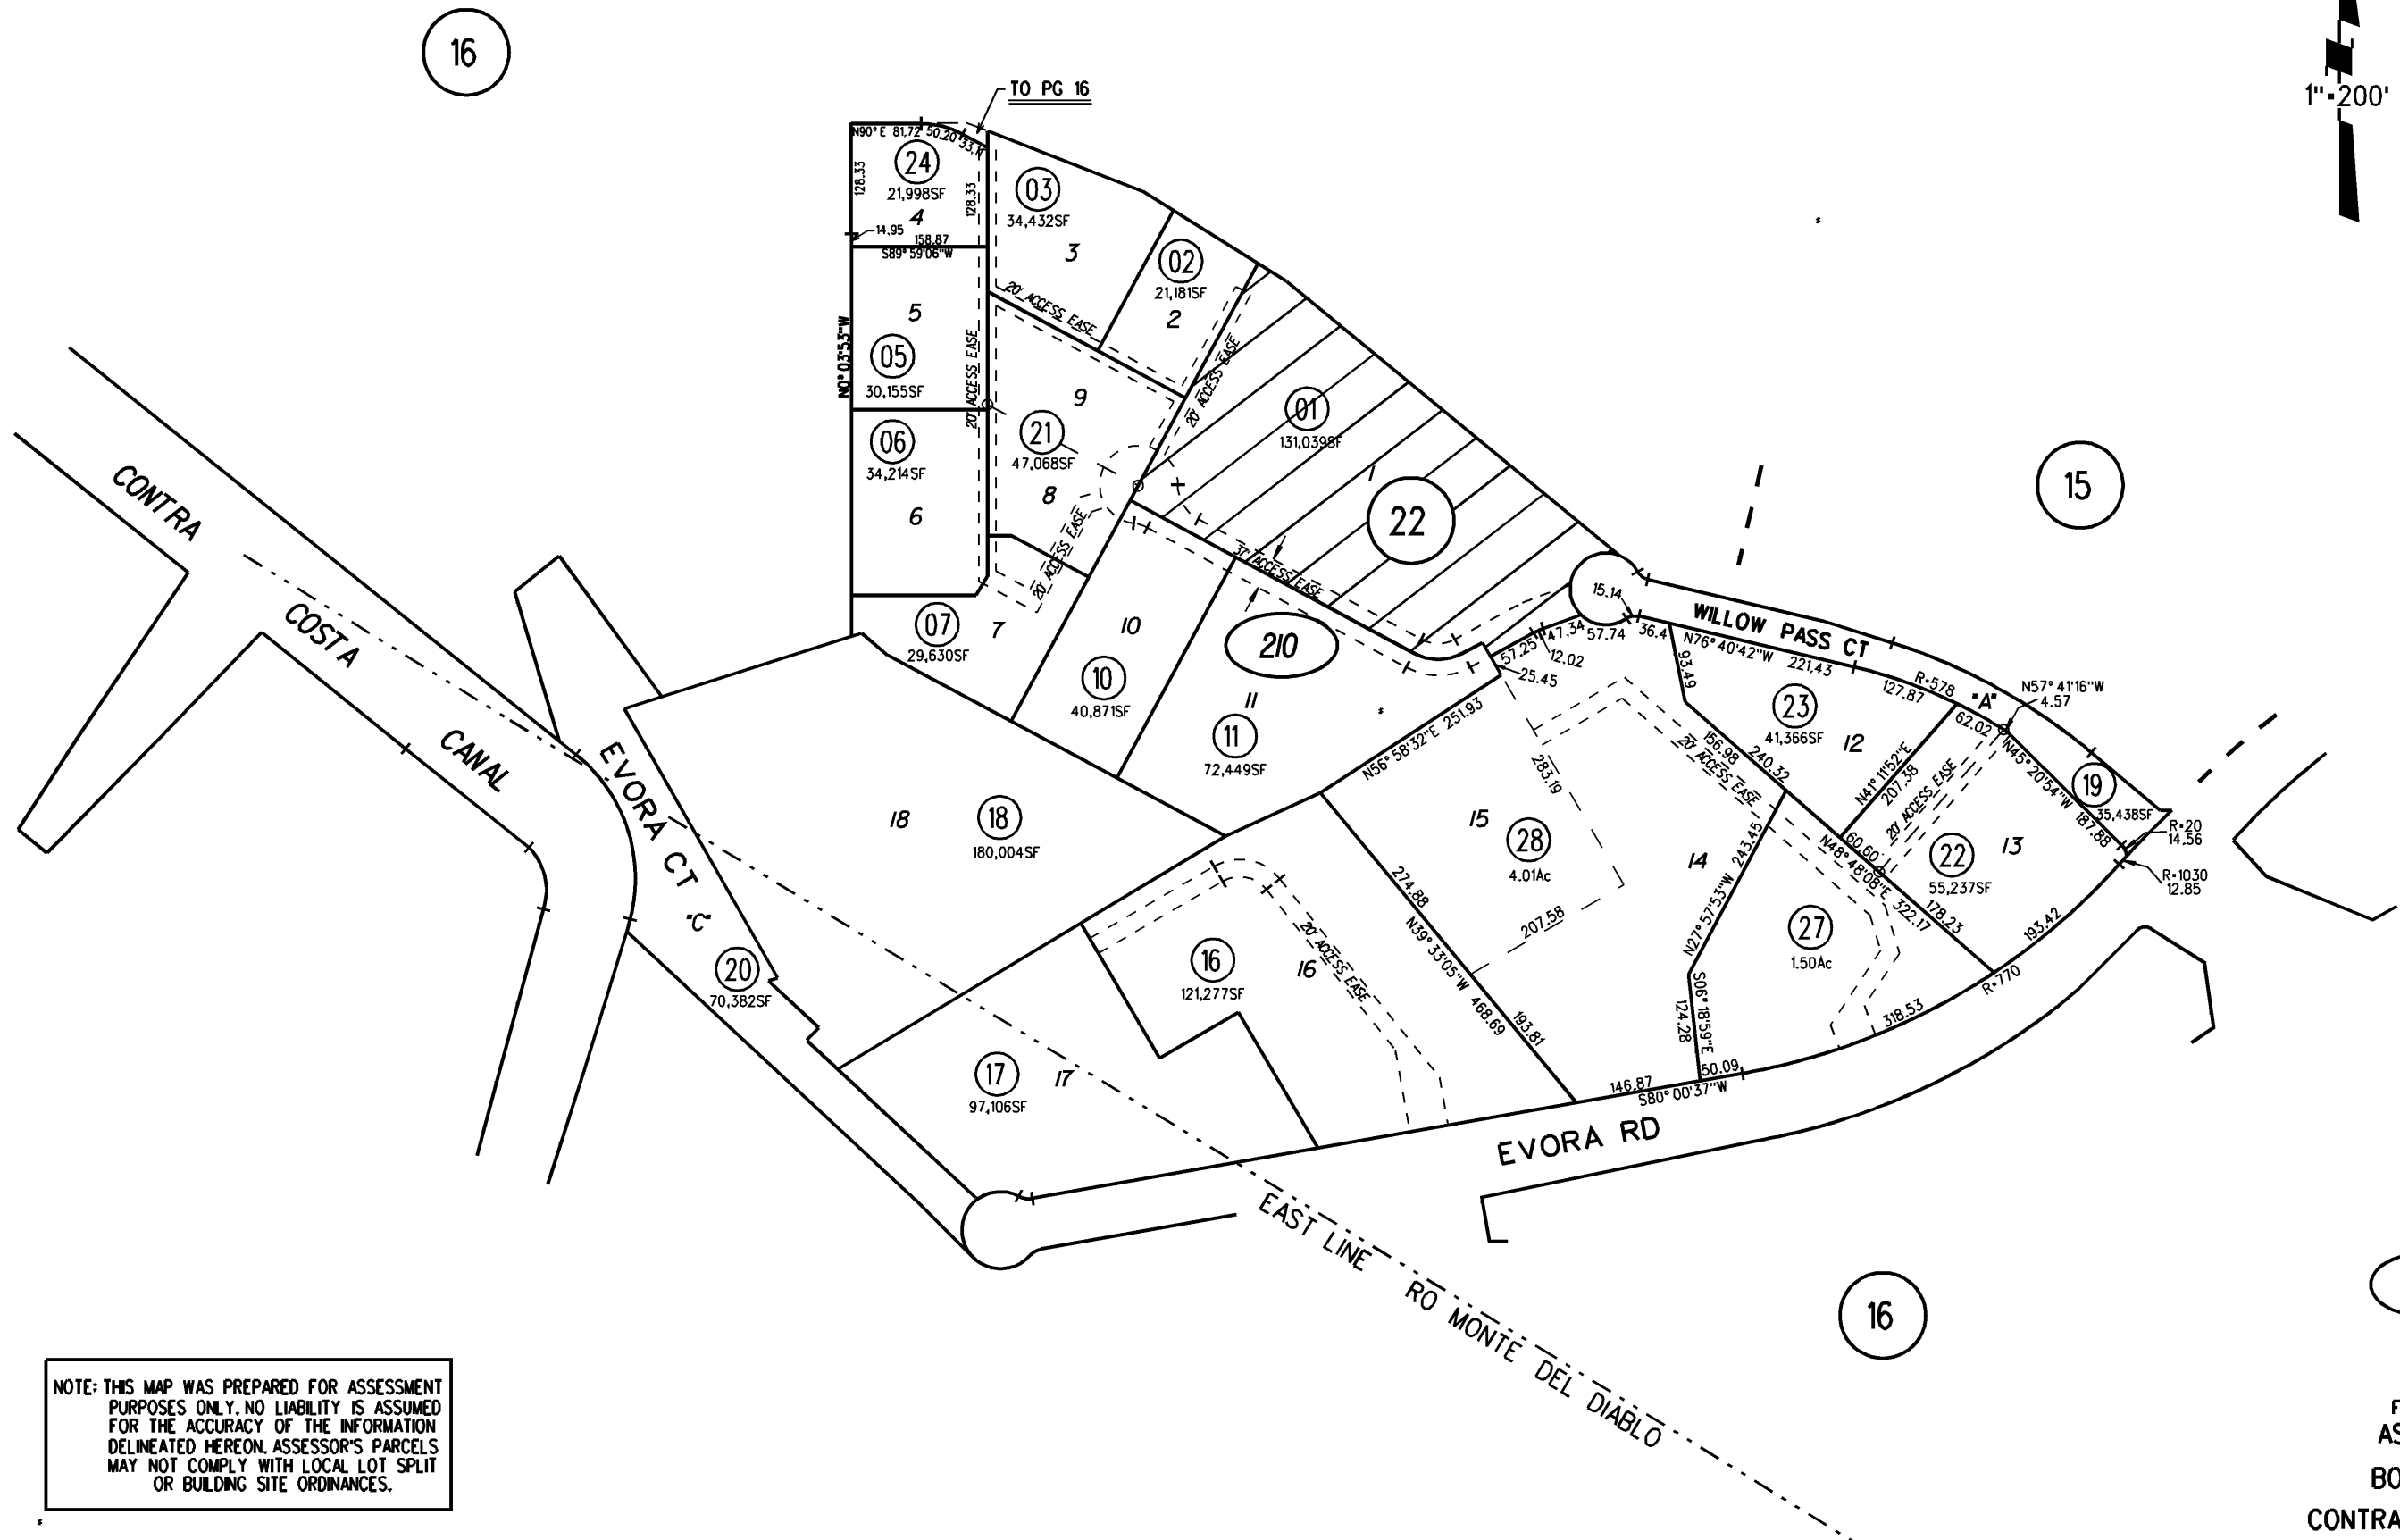 16
TO PG 16
1"=200'
N90° E 81.72
50.20
33.11
24
128.33
128.33
21,998SF
4
14.95
158.87
S89° 59'06"W
03
34,432SF
3
02
21,181SF
2
20' ACCESS EASE
20' ACCESS EASE
20' ACCESS EASE
5
05
30,155SF
N0° 03'53"W
9
21
47,068SF
8
06
34,214SF
6
01
131,039SF
1
22
15
37' ACCESS EASE
20' ACCESS EASE
CONTRA
COSTA
CANAL
07
7
29,630SF
10
10
40,871SF
210
11
11
72,449SF
15.14
57.25
47.34
57.74
36.4
12.02
25.45
WILLOW PASS CT
N76° 40'42"W
221.43
93.49
R=578
127.87
"A"
N57° 41'16"W
4.57
62.02
23
41,366SF
12
N56° 58'32"E 251.93
283.19
20' ACCESS EASE
156.98
240.32
N41° 11'52"E
207.38
20' ACCESS EASE
N45° 20'54"W
187.88
19
35,438SF
R=20
14.56
R=1030
12.85
EVORA CT
"C"
18
18
180,004SF
15
28
4.01Ac
14
243.45
N27° 57'53"W
60.60
N48° 48'08"E
322.17
178.23
22
55,237SF
13
193.42
27
1.50Ac
207.58
274.88
N39° 33'05"W
468.69
193.81
S06° 18'59"E
124.28
R=770
318.53
20
70,382SF
16
121,277SF
16
20' ACCESS EASE
17
97,106SF
17
146.87
50.09
S80° 00'37"W
EVORA RD
EAST LINE RO MONTE DEL DIABLO
16
NOTE: THIS MAP WAS PREPARED FOR ASSESSMENT
PURPOSES ONLY. NO LIABILITY IS ASSUMED
FOR THE ACCURACY OF THE INFORMATION
DELINEATED HEREON. ASSESSOR'S PARCELS
MAY NOT COMPLY WITH LOCAL LOT SPLIT
OR BUILDING SITE ORDINANCES.
AS
BO
CONTRA